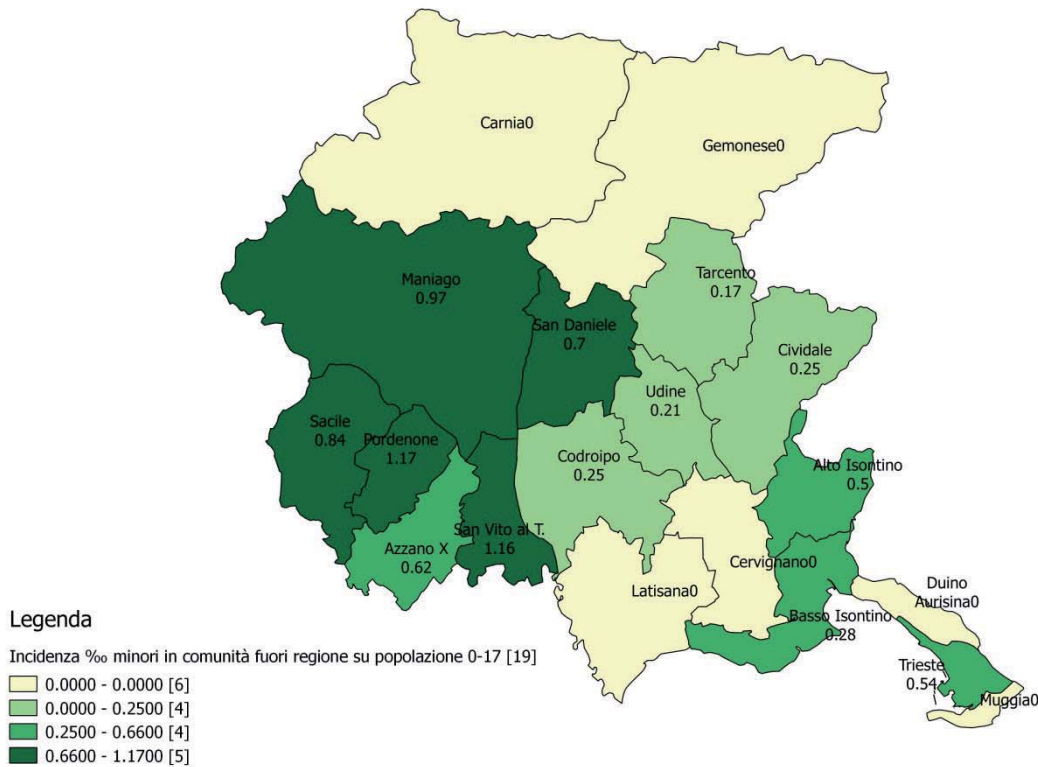 Carnia0
Gemonese0
Tarcento
0.17
Maniago
0.97
San Daniele
0.7
Cividale
0.25
Udine
0.21
Sacile
0.84
Pordenone
1.17
Codroipo
0.25
Alto Isontino
0.5
San Vito al T.
1.16
Azzano X
0.62
Cervignano0
Latisana0
Duino
Aurisina0
Basso Isontino
0.28
Trieste
0.54
Muggia0
Legenda
Incidenza ‰ minori in comunità fuori regione su popolazione 0-17 [19]
0.0000 - 0.0000 [6]
0.0000 - 0.2500 [4]
0.2500 - 0.6600 [4]
0.6600 - 1.1700 [5]